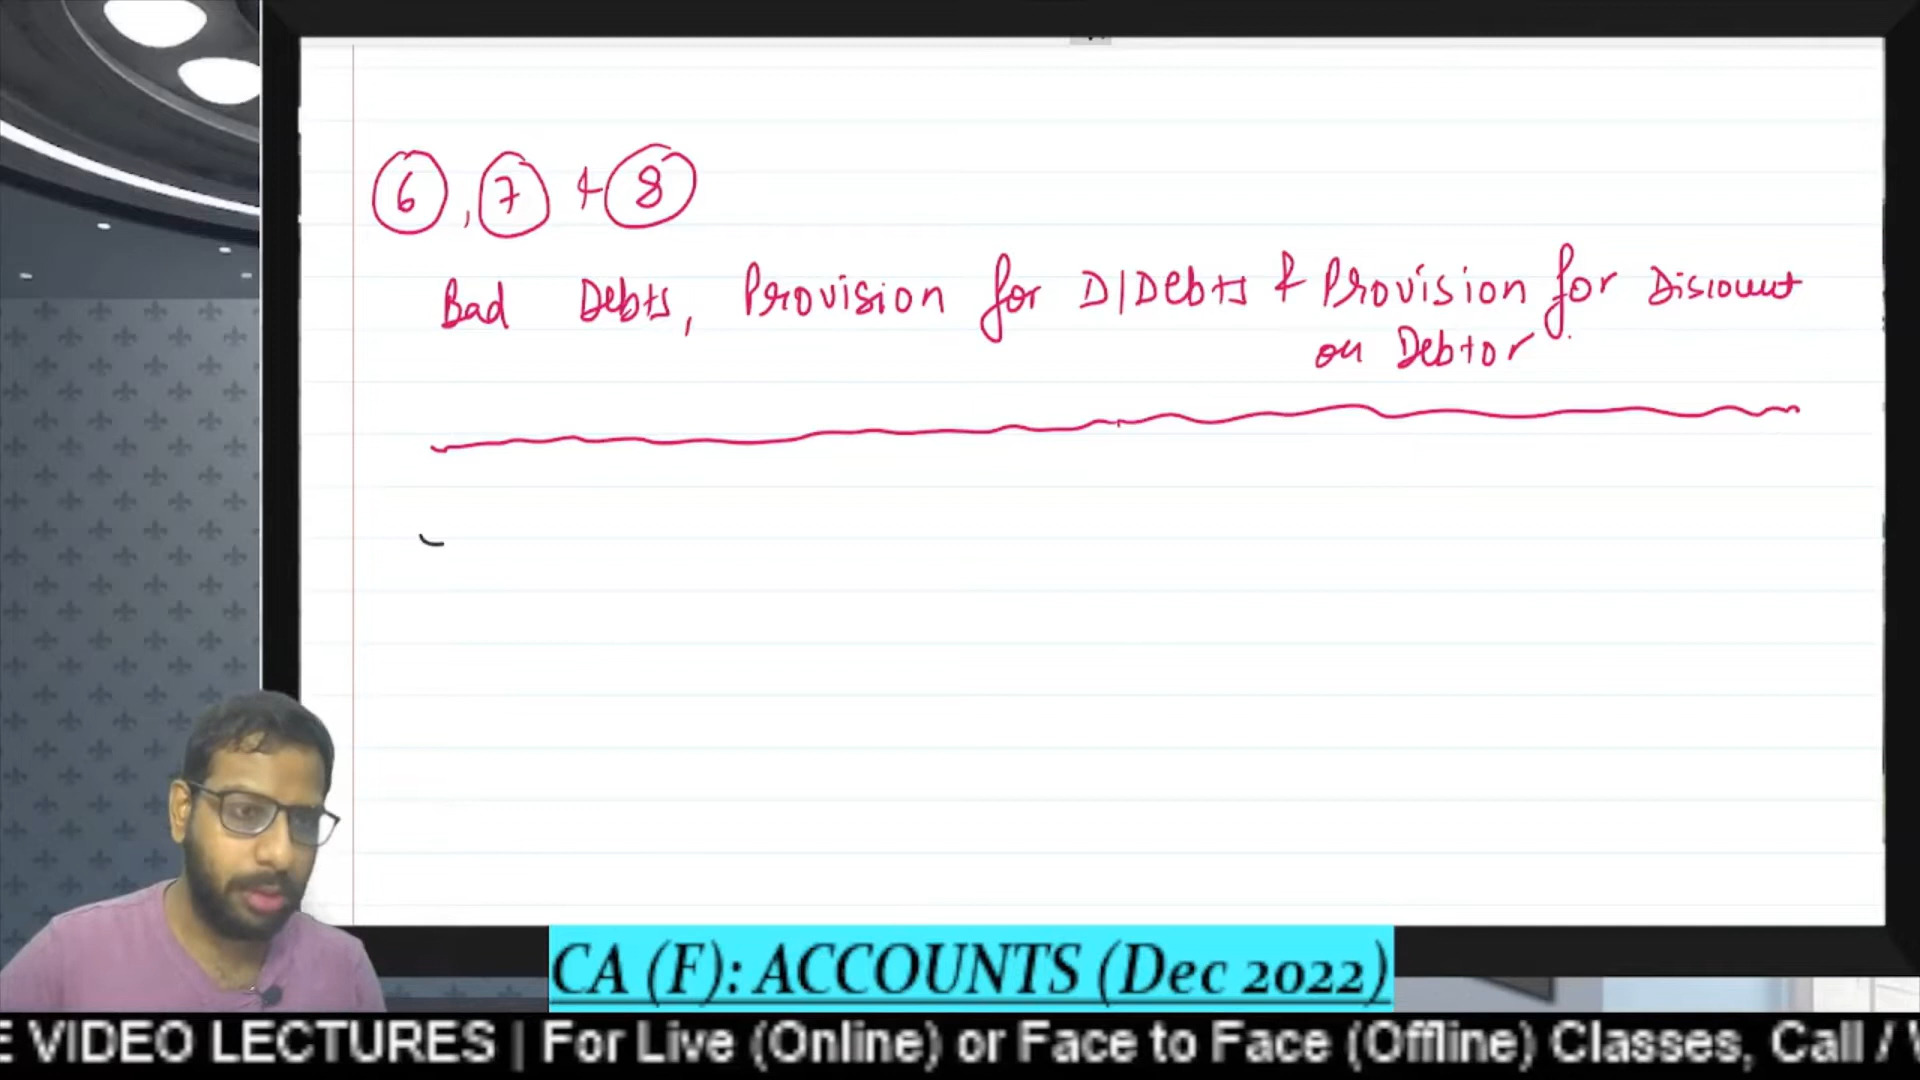 6, 7 & 8
Bad Debts, Provision for D/Debts & Provision for Discount
on Debtor
CA (F): ACCOUNTS (Dec 2022)
E VIDEO LECTURES | For Live (Online) or Face to Face (Offline) Classes, Call /